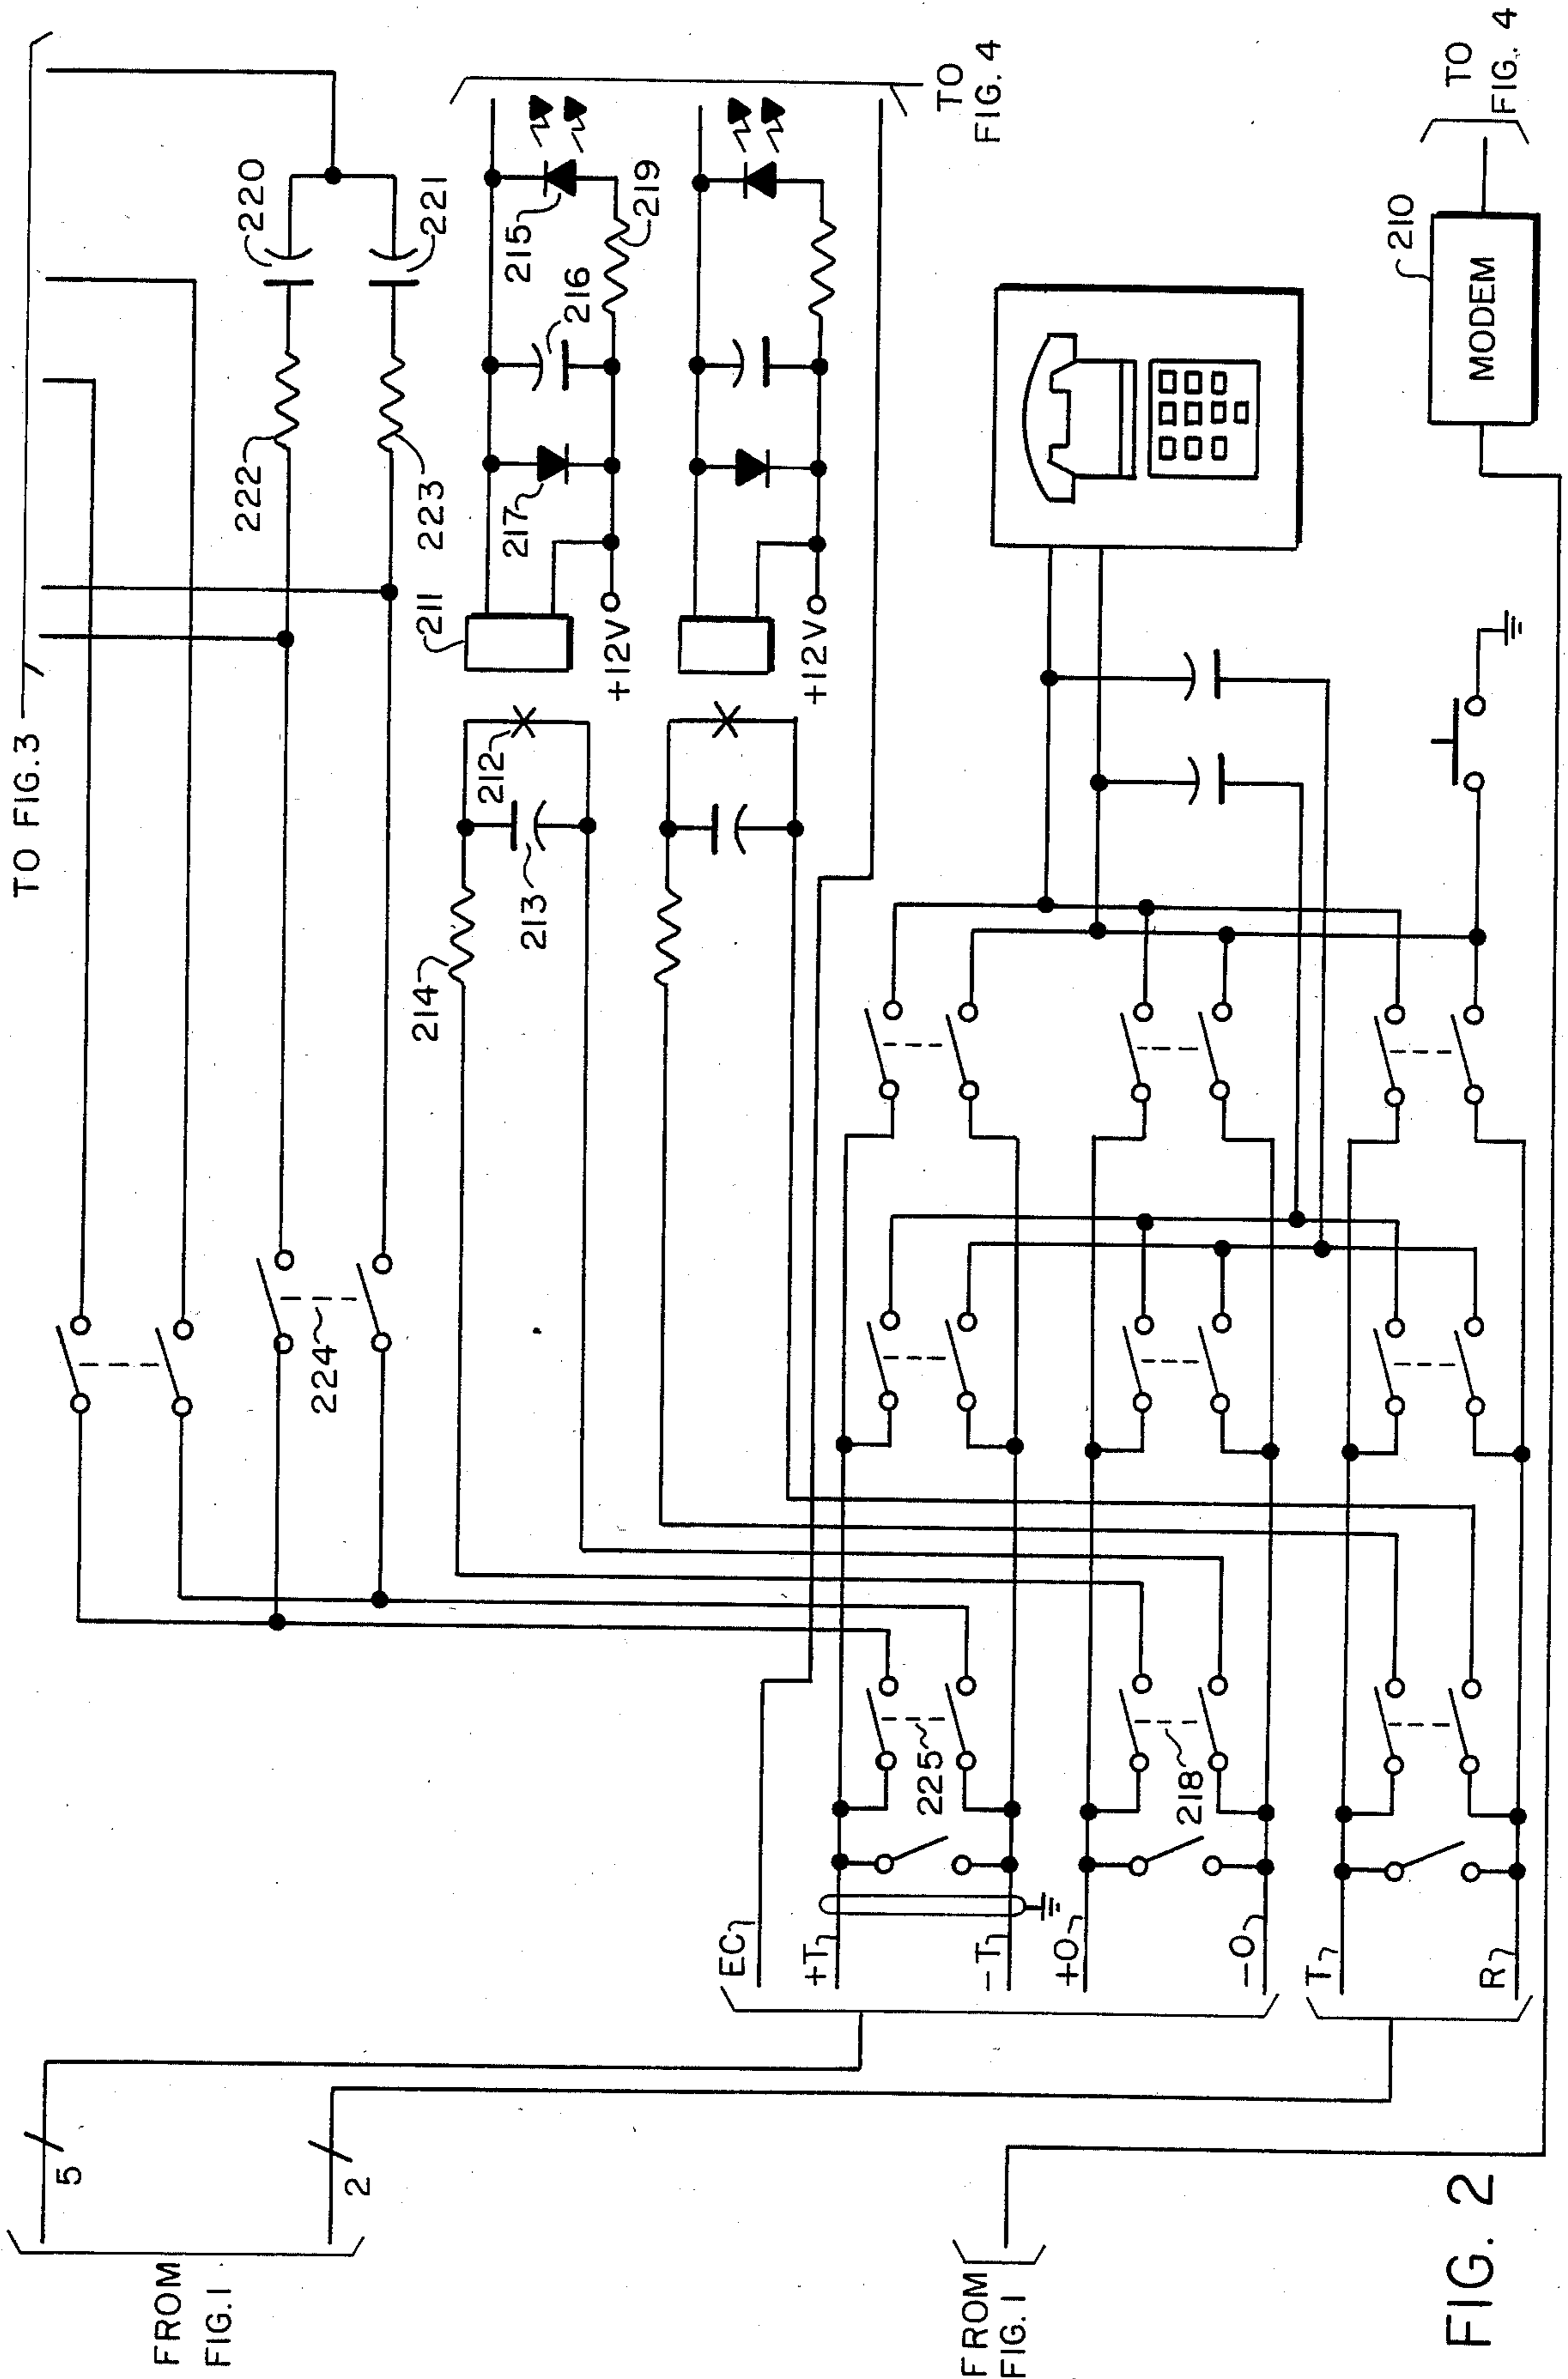 TO FIG. 3
220
221
222
223
224
TO
FIG. 4
215
216
217
219
211
+12V
+12V
212
213
214
225
218
EC
+T
-T
+O
-O
T
R
210
MODEM
TO
FIG. 4
5
2
FROM
FIG. 1
FROM
FIG. 1
FIG. 2